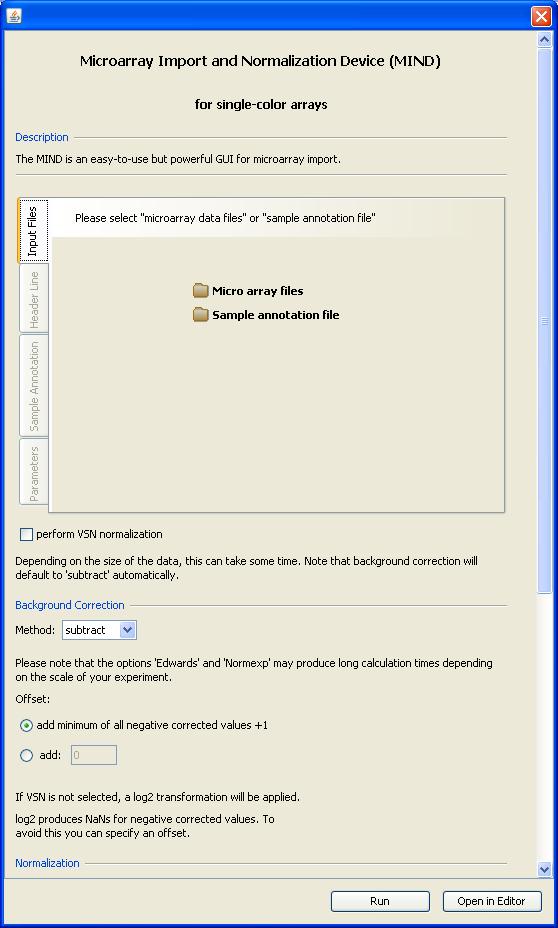 Microarray Import and Normalization Device (MIND)
for single-color arrays
Description
The MIND is an easy-to-use but powerful GUI for microarray import.
Input Files
Header Line
Sample Annotation
Parameters
Please select "microarray data files" or "sample annotation file"
Micro array files
Sample annotation file
perform VSN normalization
Depending on the size of the data, this can take some time. Note that background correction will
default to 'subtract' automatically.
Background Correction
Method: subtract
Please note that the options 'Edwards' and 'Normexp' may produce long calculation times depending
on the scale of your experiment.
Offset:
add minimum of all negative corrected values +1
add: 0
If VSN is not selected, a log2 transformation will be applied.
log2 produces NaNs for negative corrected values. To
avoid this you can specify an offset.
Normalization
Run Open in Editor